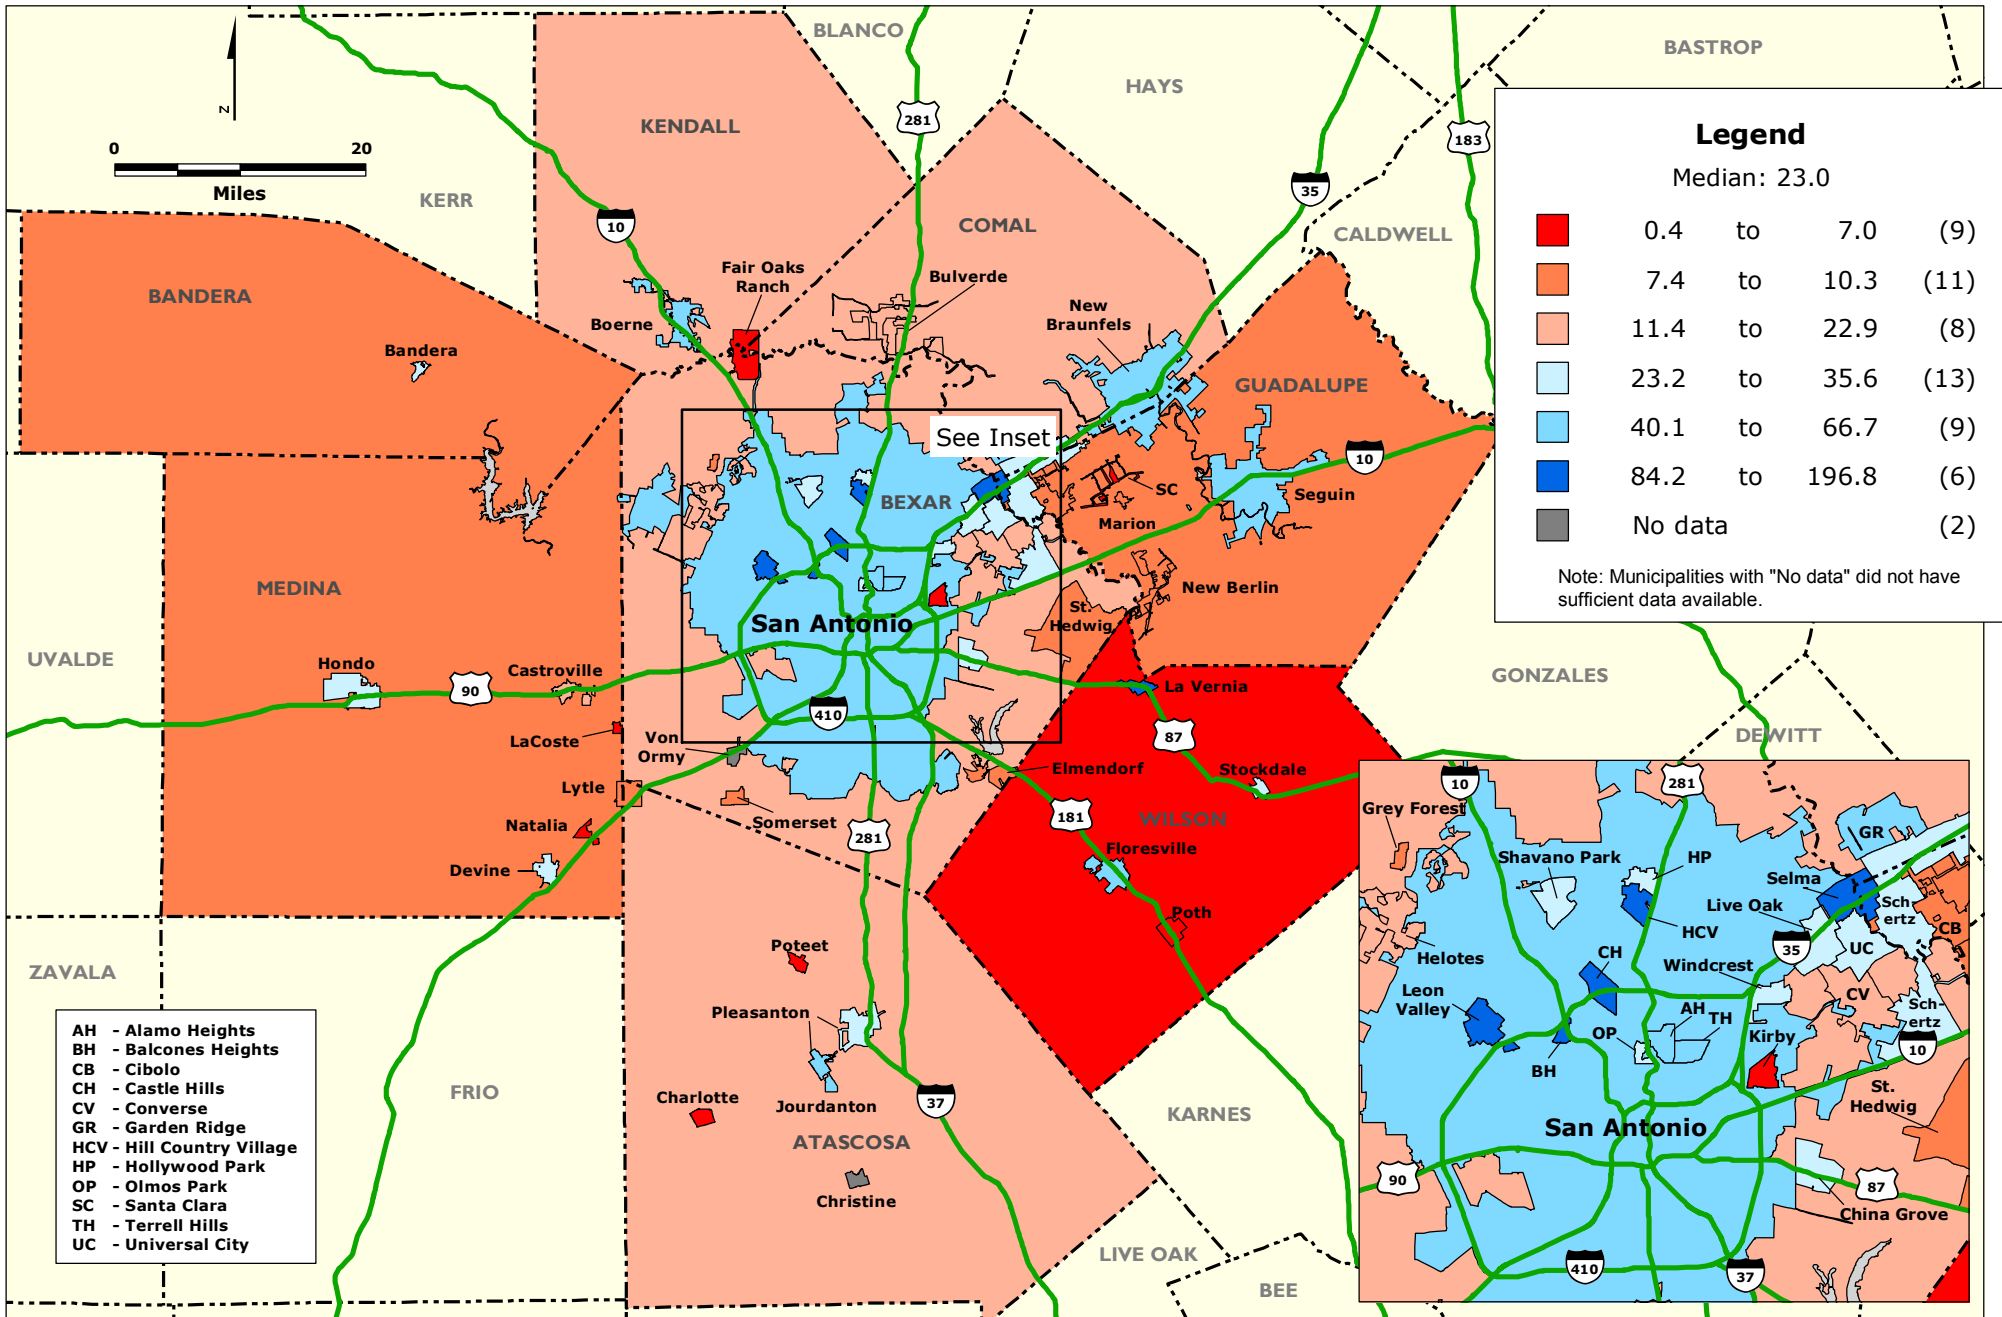 BLANCO
BASTROP
HAYS
KENDALL
281
183
Legend
Median: 23.0
0.4 to 7.0 (9)
7.4 to 10.3 (11)
11.4 to 22.9 (8)
23.2 to 35.6 (13)
40.1 to 66.7 (9)
84.2 to 196.8 (6)
No data (2)
Note: Municipalities with "No data" did not have
sufficient data available.
N
0 20
Miles
KERR
10
35
COMAL
CALDWELL
BANDERA
Fair Oaks
Ranch
Bulverde
Boerne
New
Braunfels
Bandera
GUADALUPE
See Inset
10
BEXAR
SC
Seguin
Marion
MEDINA
New Berlin
St.
Hedwig
San Antonio
UVALDE
Hondo
Castroville
90
La Vernia
GONZALES
410
LaCoste
Von
Ormy
87
DEWITT
Elmendorf
Stockdale
Lytle
Natalia
Somerset
281
181
WILSON
Floresville
Devine
Poth
Poteet
ZAVALA
Pleasanton
Charlotte
Jourdanton
37
FRIO
ATASCOSA
KARNES
Christine
LIVE OAK
BEE
AH - Alamo Heights
BH - Balcones Heights
CB - Cibolo
CH - Castle Hills
CV - Converse
GR - Garden Ridge
HCV - Hill Country Village
HP - Hollywood Park
OP - Olmos Park
SC - Santa Clara
TH - Terrell Hills
UC - Universal City
10
281
Grey Forest
GR
Shavano Park
HP
Selma
Live Oak
Sch
ertz
HCV
CB
35
UC
Helotes
CH
Windcrest
Leon
Valley
CV
Sch-
ertz
AH
TH
OP
Kirby
10
BH
St.
Hedwig
San Antonio
90
87
China Grove
410
37